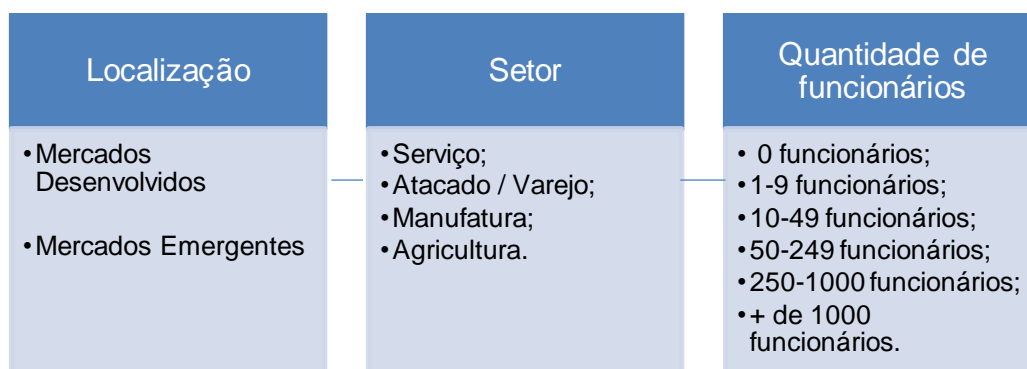 Localização
•Mercados
Desenvolvidos
•Mercados Emergentes
Setor
•Serviço;
•Atacado / Varejo;
•Manufatura;
•Agricultura.
Quantidade de
funcionários
• 0 funcionários;
•1-9 funcionários;
•10-49 funcionários;
•50-249 funcionários;
•250-1000 funcionários;
•+ de 1000
funcionários.